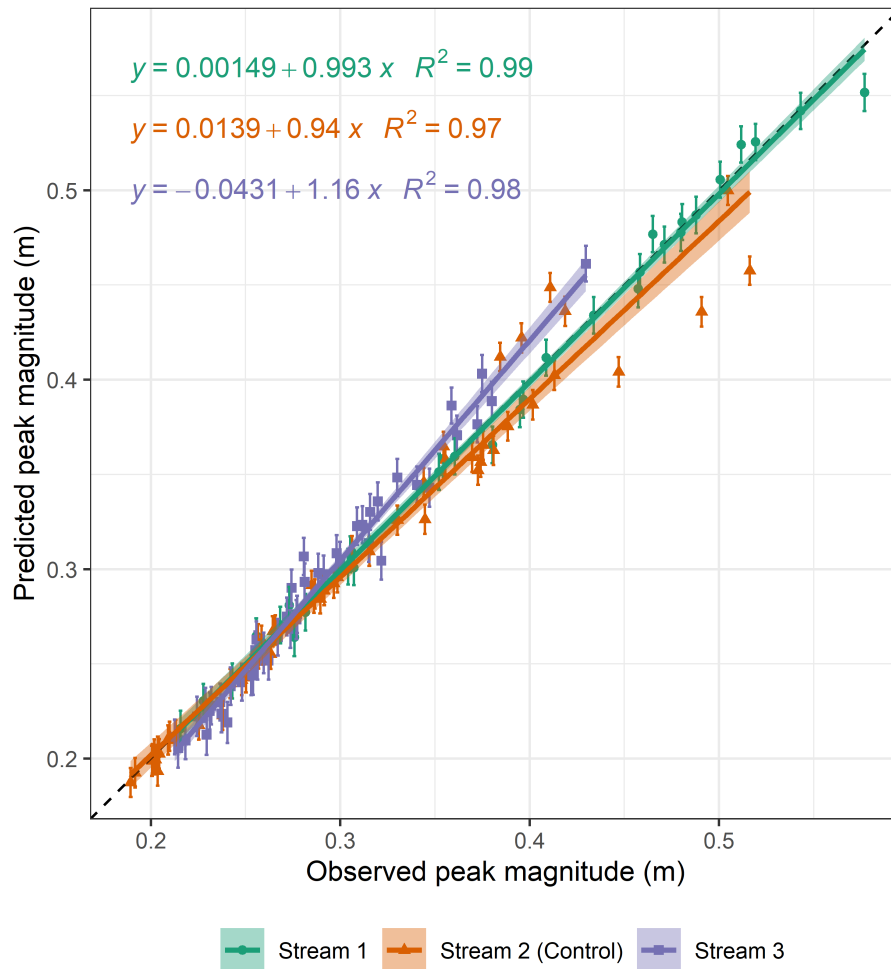 y = 0.00149 + 0.993 x R² = 0.99
y = 0.0139 + 0.94 x R² = 0.97
y = −0.0431 + 1.16 x R² = 0.98
Predicted peak magnitude (m)
0.5
0.4
0.3
0.2
0.2 0.3 0.4 0.5
Observed peak magnitude (m)
Stream 1 Stream 2 (Control) Stream 3